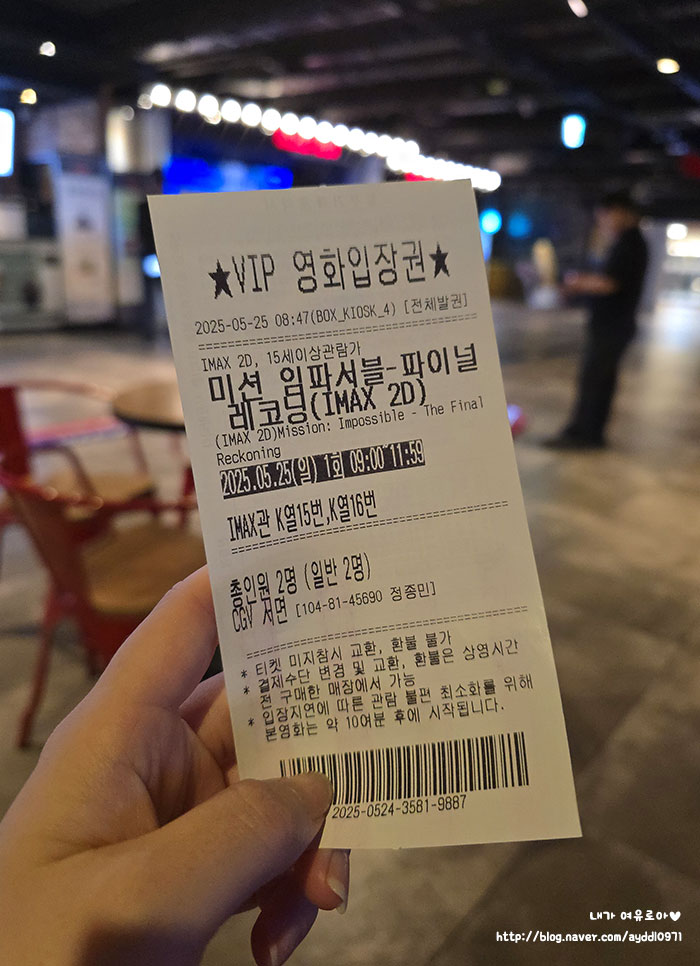 ★VIP 영화입장권★
2025-05-25 08:47(BOX_KIOSK_4) [전체발권]
IMAX 2D, 15세이상관람가
미션 임파서블-파이널
레코닝(IMAX 2D)
(IMAX 2D)Mission: Impossible - The Final
Reckoning
2025.05.25(일) 1회 09:00~11:59
IMAX관 K열15번,K열16번
총인원 2명 (일반 2명)
CGV 서면 [104-81-45690 정종민]
* 티켓 미지참시 교환, 환불 불가
* 결제수단 변경 및 교환, 환불은 상영시간
전 구매한 매장에서 가능
* 입장지연에 따른 관람 불편 최소화를 위해
본영화는 약 10여분 후에 시작됩니다.
2025-0524-3581-9887
내가 여유로아♥
http://blog.naver.com/ayddl0971